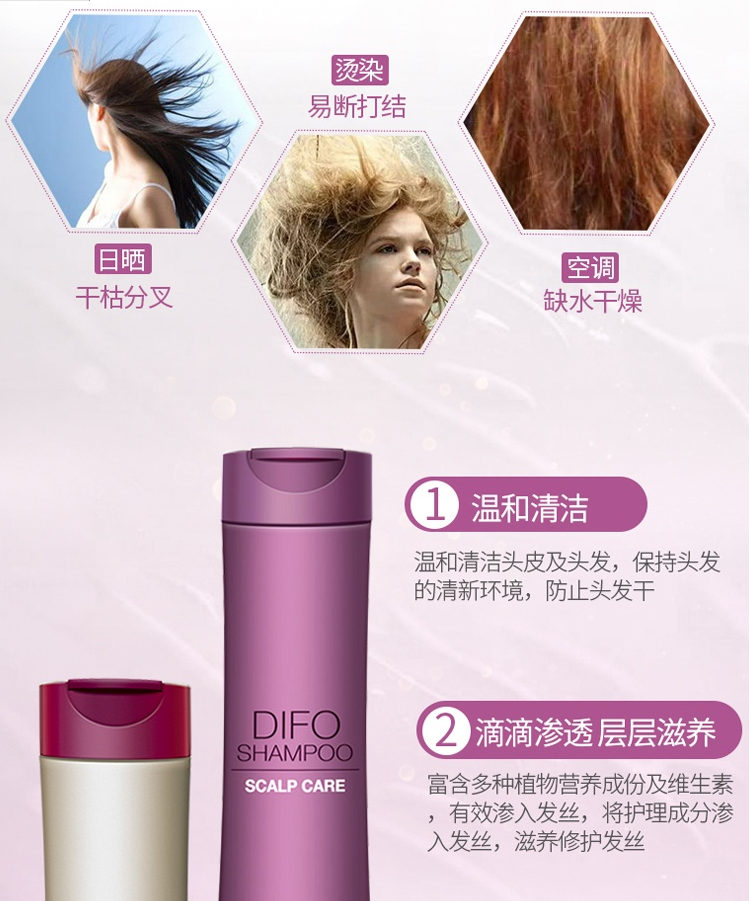 烫染
易断打结
日晒
干枯分叉
空调
缺水干燥
1 温和清洁
温和清洁头皮及头发，保持头发
的清新环境，防止头发干
DIFO
SHAMPOO
SCALP CARE
2 滴滴渗透 层层滋养
富含多种植物营养成份及维生素
，有效渗入发丝，将护理成分渗
入发丝，滋养修护发丝